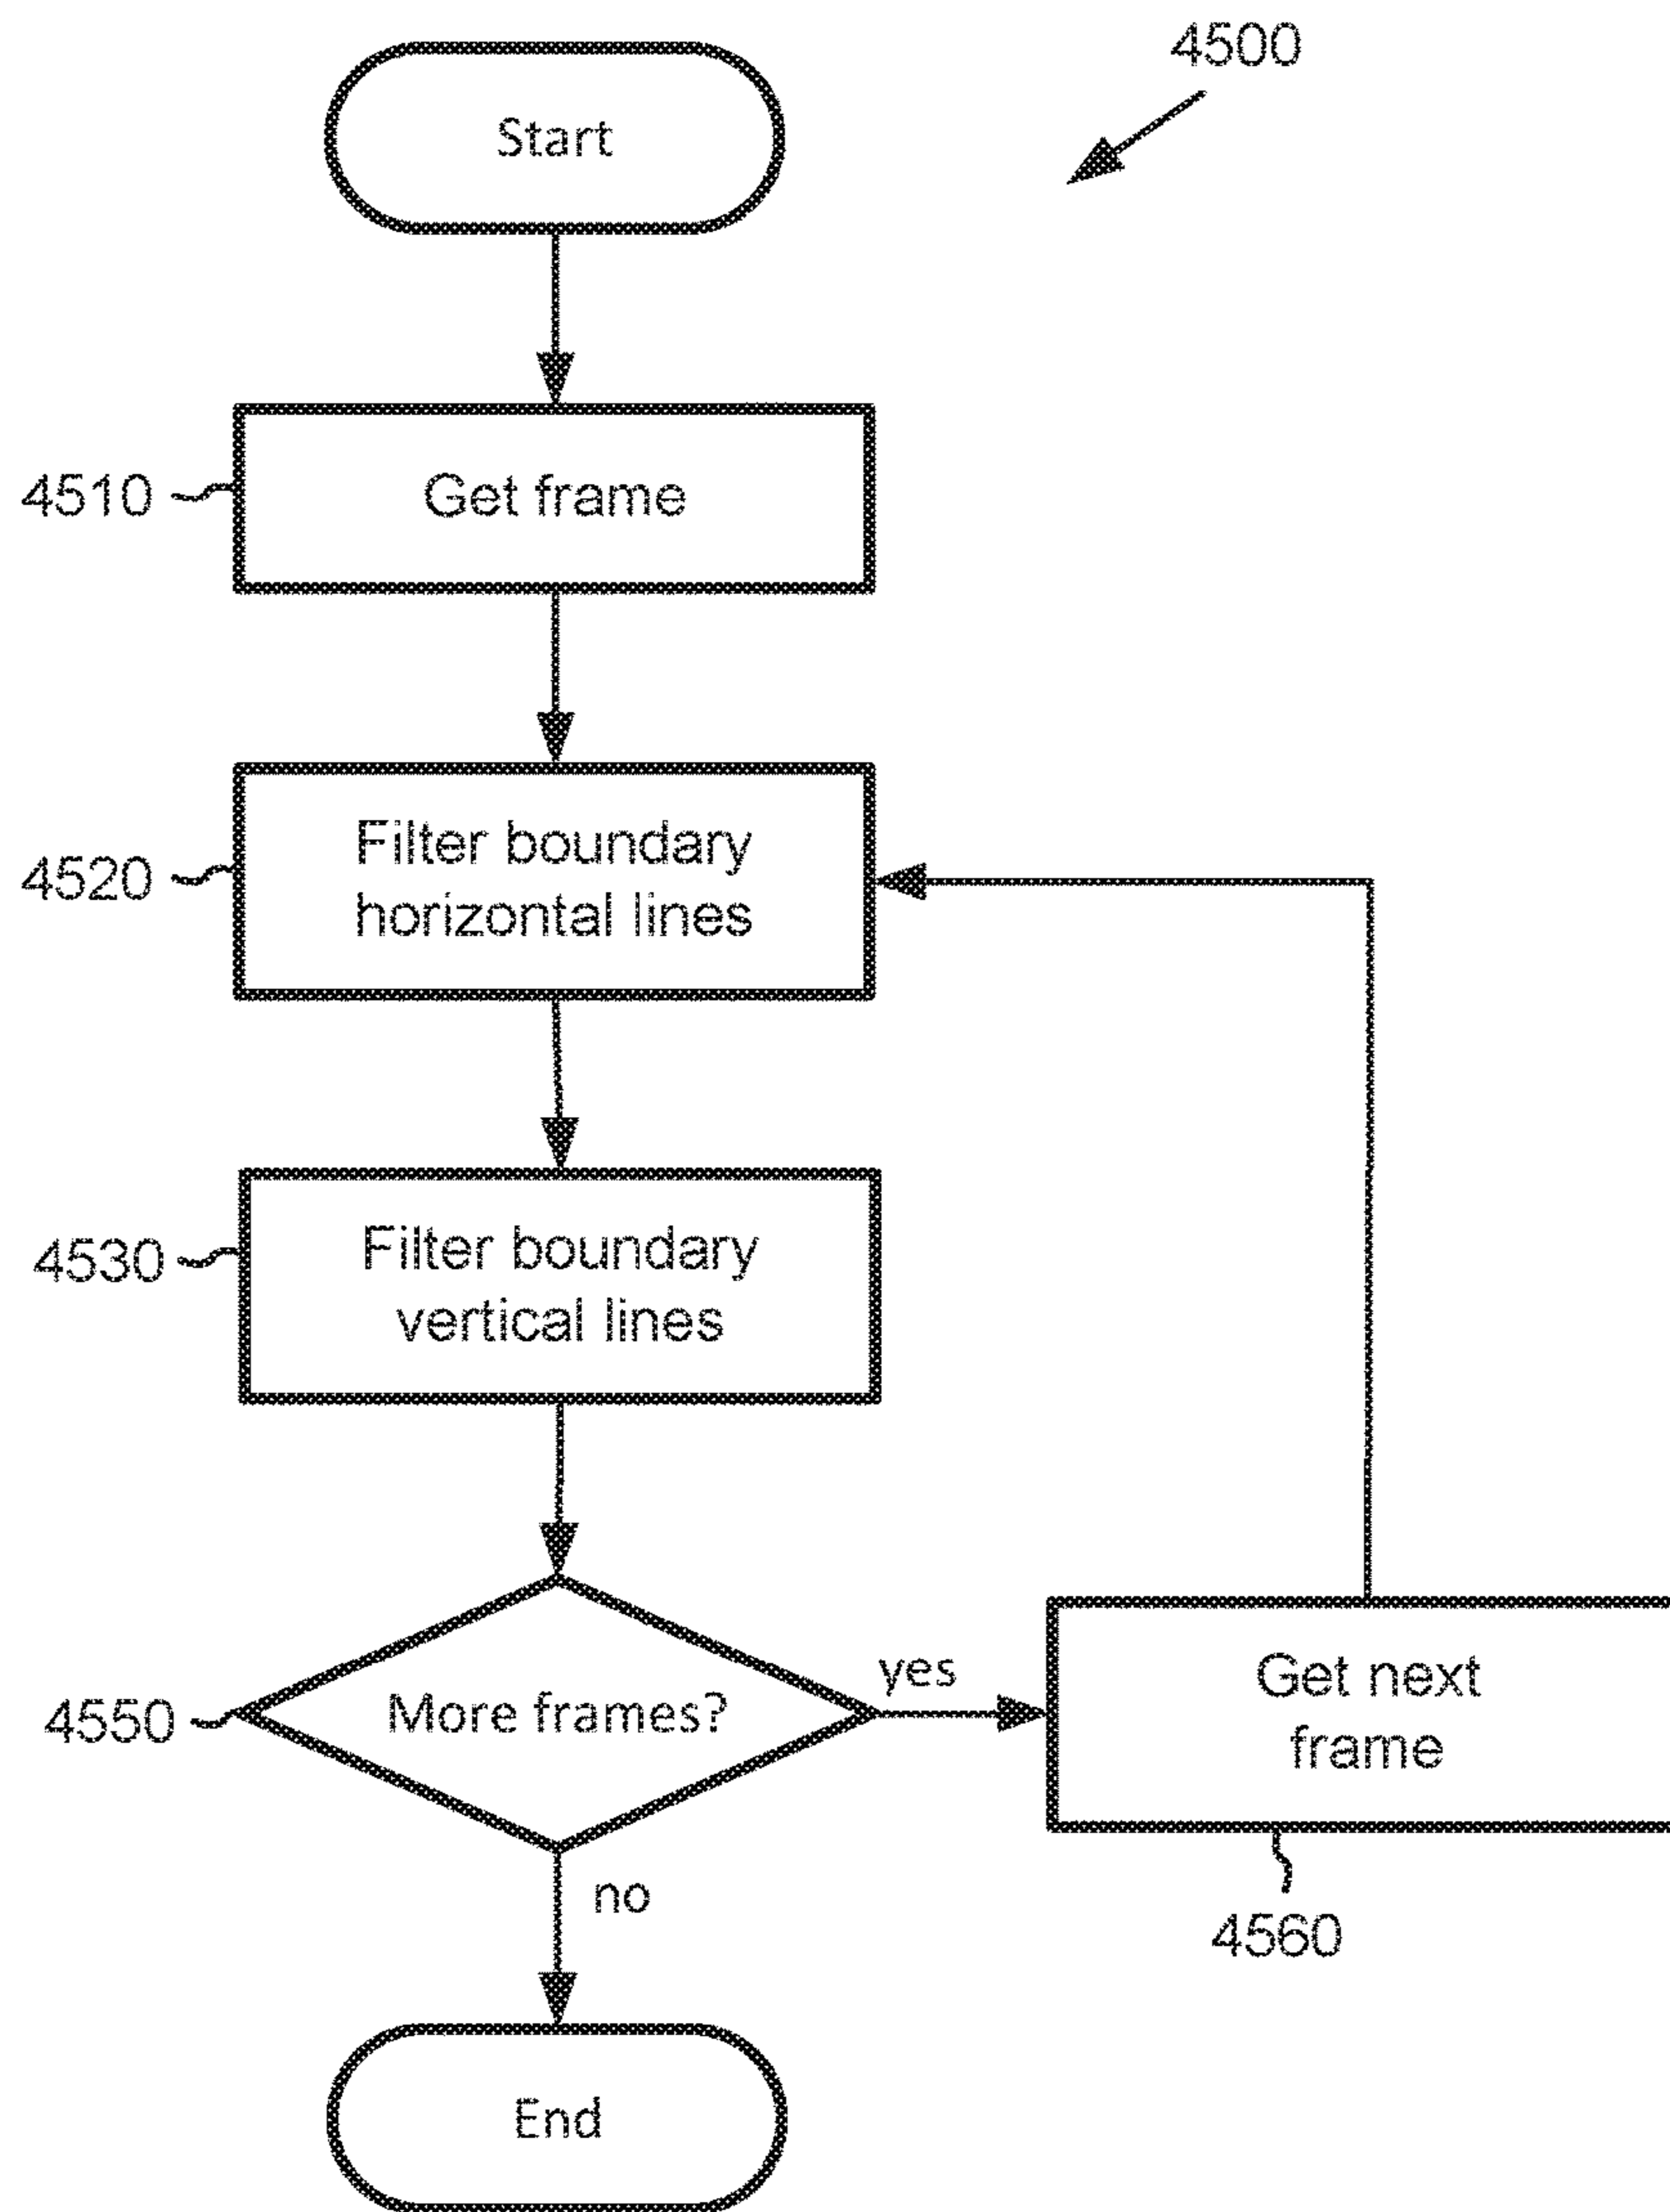 4500
Start
4510
Get frame
4520
Filter boundary
horizontal lines
4530
Filter boundary
vertical lines
4550
More frames?
yes
Get next
frame
no
4560
End